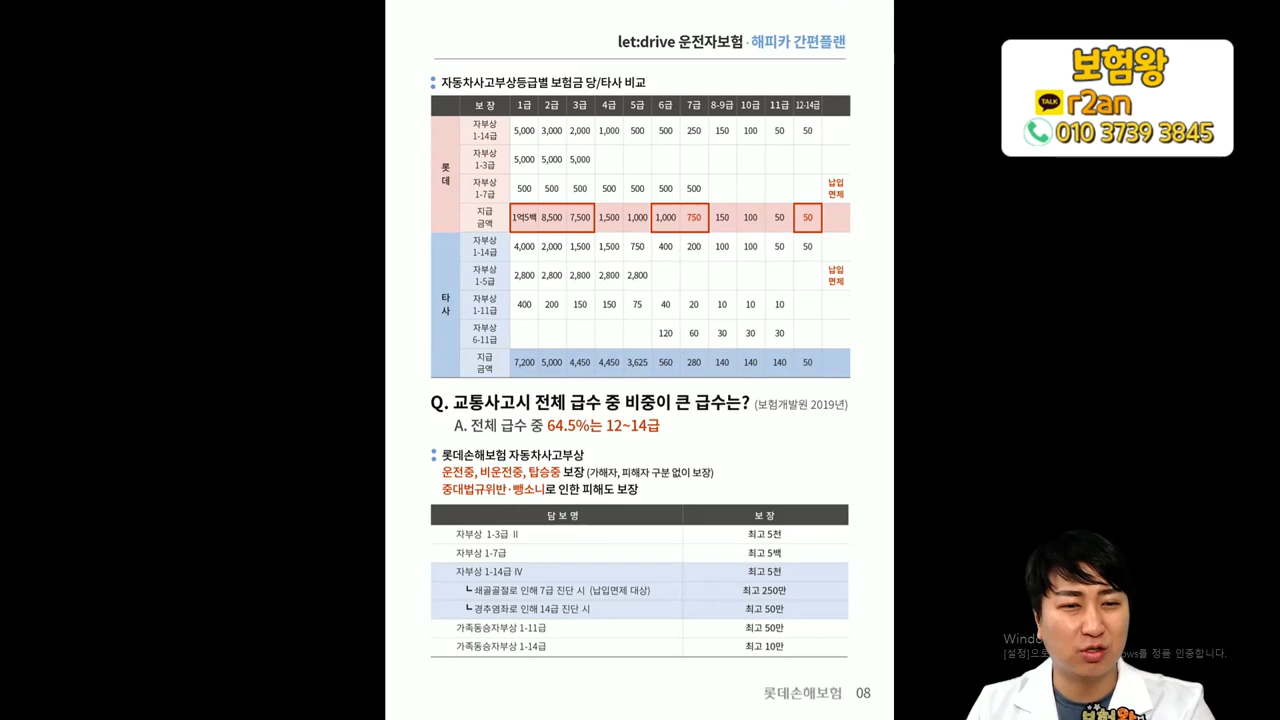 let:drive 운전자보험 · 해피카 간편플랜
자동차사고부상등급별 보험금 당/타사 비교
보 장 1급 2급 3급 4급 5급 6급 7급 8-9급 10급 11급 12-14급
롯데
자부상 1-14급 5,000 3,000 2,000 1,000 500 500 250 150 100 50 50
자부상 1-3급 5,000 5,000 5,000
자부상 1-7급 500 500 500 500 500 500 500 납입면제
지급 금액 1억5백 8,500 7,500 1,500 1,000 1,000 750 150 100 50 50
타사
자부상 1-14급 4,000 2,000 1,500 1,500 750 400 200 100 100 50 50
자부상 1-5급 2,800 2,800 2,800 2,800 2,800 납입면제
자부상 1-11급 400 200 150 150 75 40 20 10 10 10
자부상 6-11급 120 60 30 30 30
지급 금액 7,200 5,000 4,450 4,450 3,625 560 280 140 140 140 50
Q. 교통사고시 전체 급수 중 비중이 큰 급수는? (보험개발원 2019년)
A. 전체 급수 중 64.5%는 12~14급
롯데손해보험 자동차사고부상
운전중, 비운전중, 탑승중 보장 (가해자, 피해자 구분 없이 보장)
중대법규위반·뺑소니로 인한 피해도 보장
담 보 명 보 장
자부상 1-3급 Ⅱ 최고 5천
자부상 1-7급 최고 5백
자부상 1-14급 Ⅳ 최고 5천
┗ 쇄골골절로 인해 7급 진단 시 (납입면제 대상) 최고 250만
┗ 경추염좌로 인해 14급 진단 시 최고 50만
가족동승자부상 1-11급 최고 50만
가족동승자부상 1-14급 최고 10만
롯데손해보험 08
보험왕
TALK r2an
010 3739 3845
를 정품 인증합니다.
보험왕